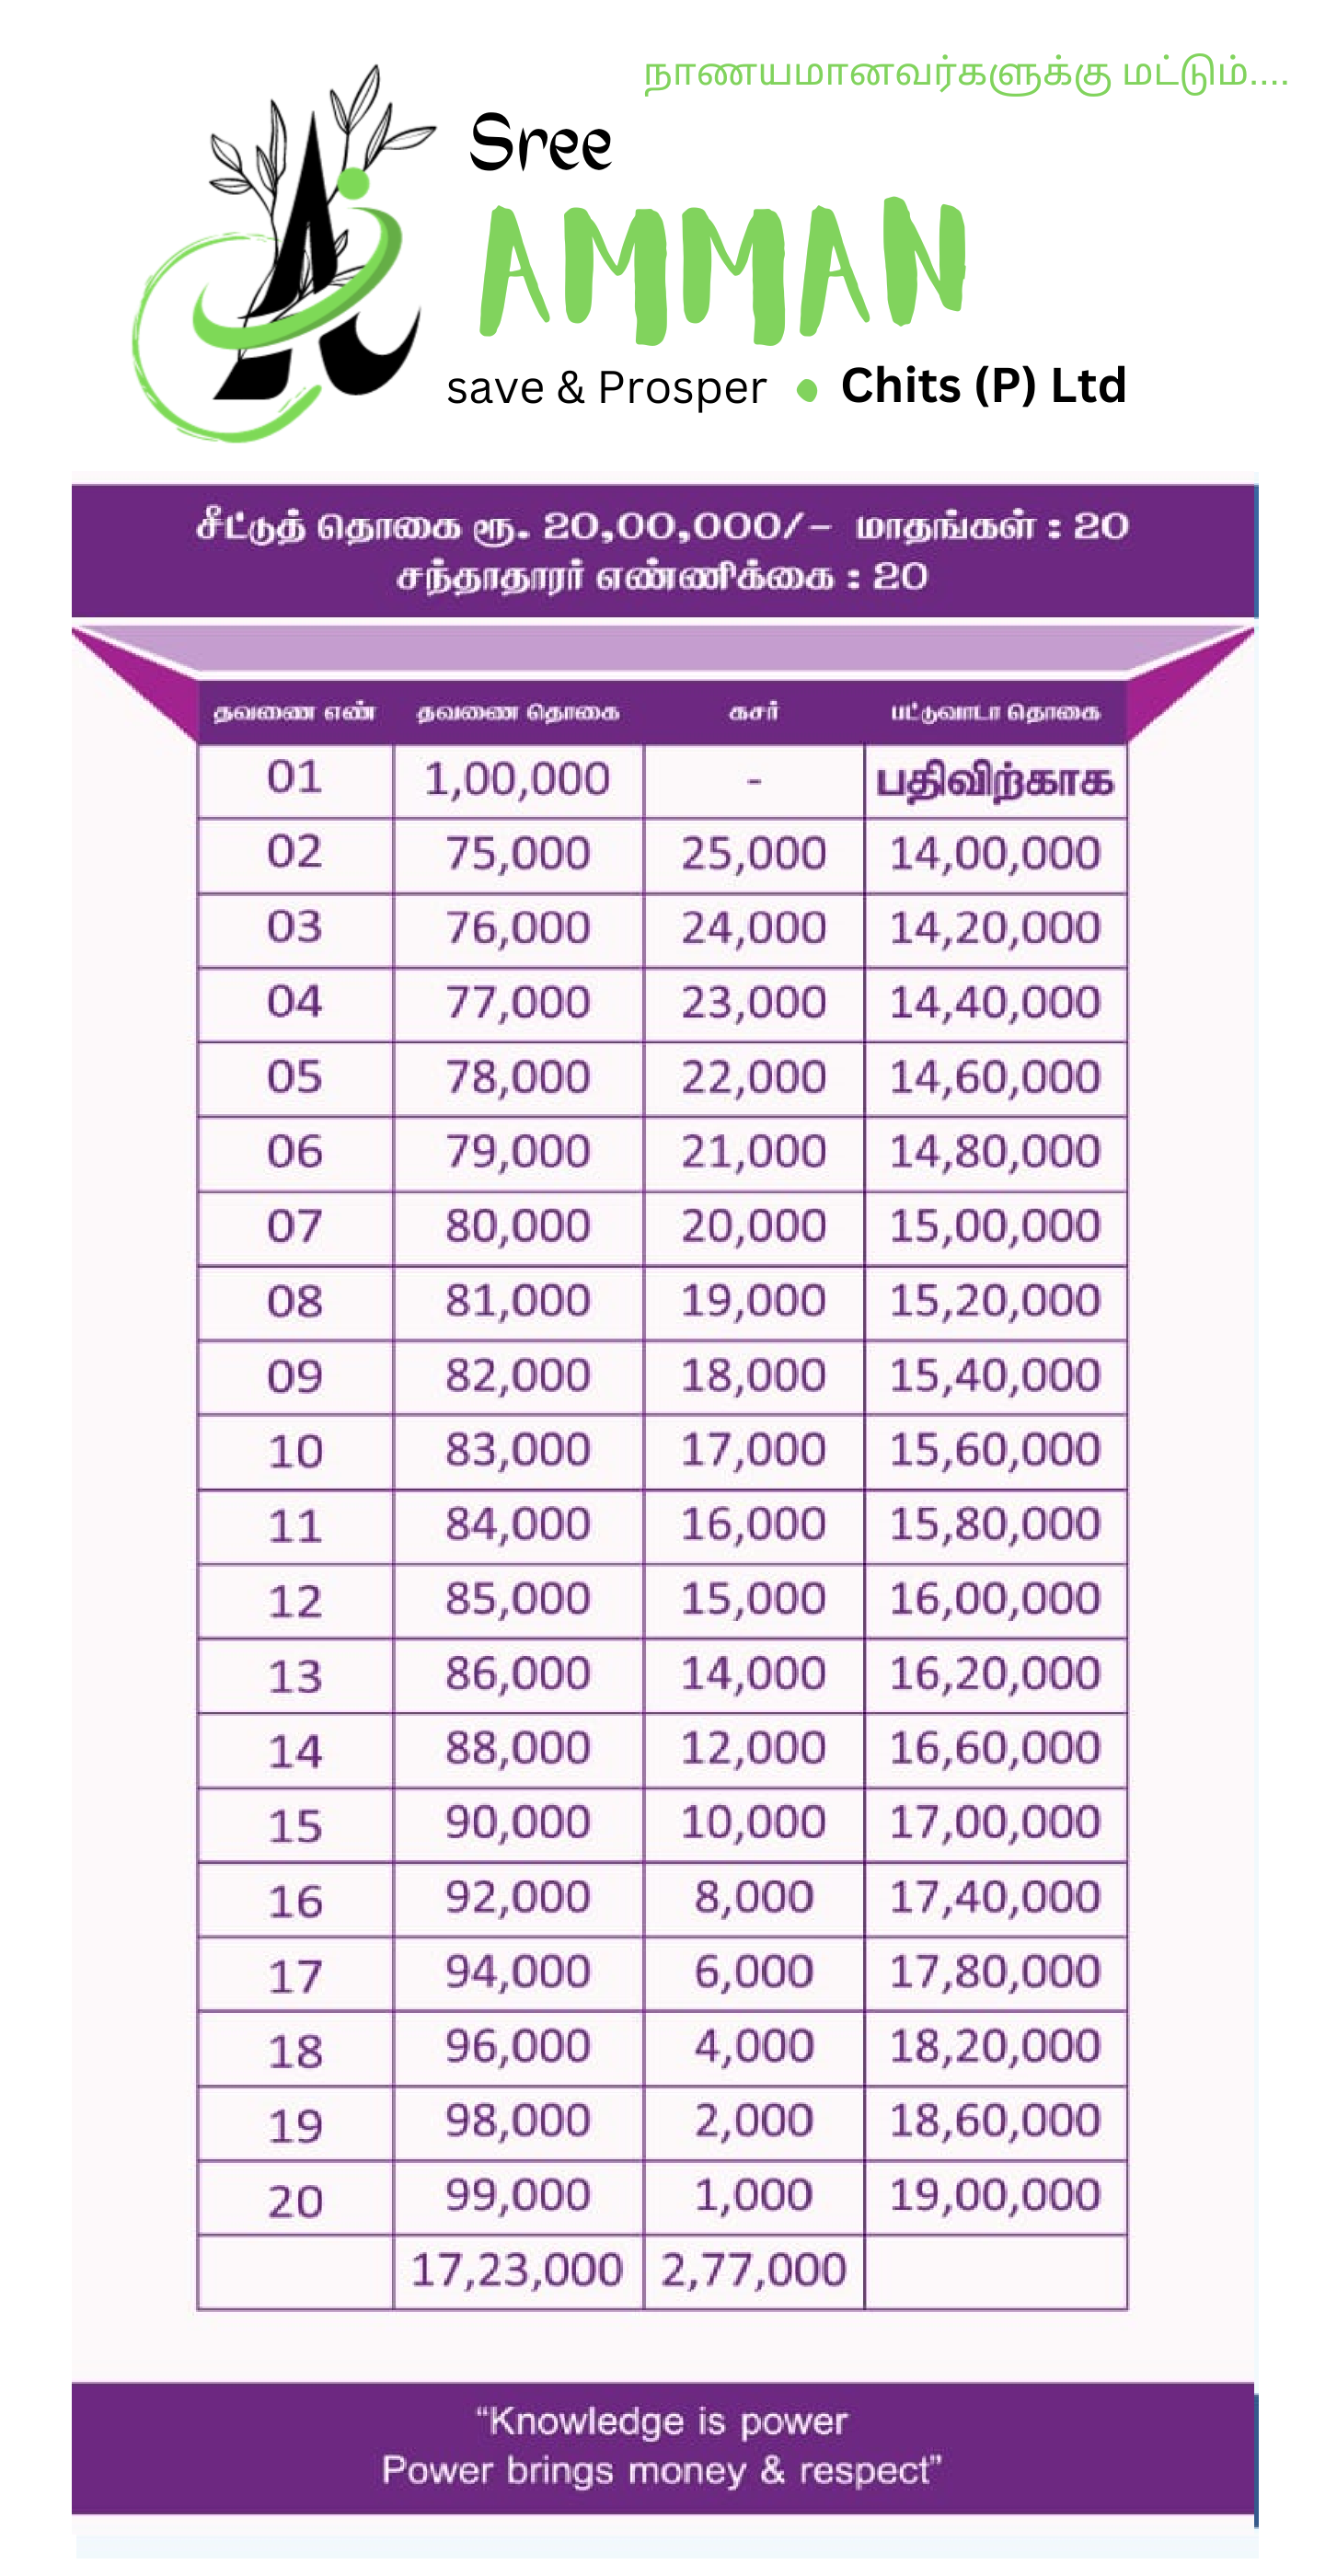 நாணயமானவர்களுக்கு மட்டும்....
Sree
AMMAN
save & Prosper • Chits (P) Ltd
சீட்டுத் தொகை ரூ. 20,00,000/- மாதங்கள் : 20
சந்தாதாரர் எண்ணிக்கை : 20
தவணை எண் தவணை தொகை கசர் பட்டுவாடா தொகை
01 1,00,000 - பதிவிற்காக
02 75,000 25,000 14,00,000
03 76,000 24,000 14,20,000
04 77,000 23,000 14,40,000
05 78,000 22,000 14,60,000
06 79,000 21,000 14,80,000
07 80,000 20,000 15,00,000
08 81,000 19,000 15,20,000
09 82,000 18,000 15,40,000
10 83,000 17,000 15,60,000
11 84,000 16,000 15,80,000
12 85,000 15,000 16,00,000
13 86,000 14,000 16,20,000
14 88,000 12,000 16,60,000
15 90,000 10,000 17,00,000
16 92,000 8,000 17,40,000
17 94,000 6,000 17,80,000
18 96,000 4,000 18,20,000
19 98,000 2,000 18,60,000
20 99,000 1,000 19,00,000
17,23,000 2,77,000
“Knowledge is power
Power brings money & respect”